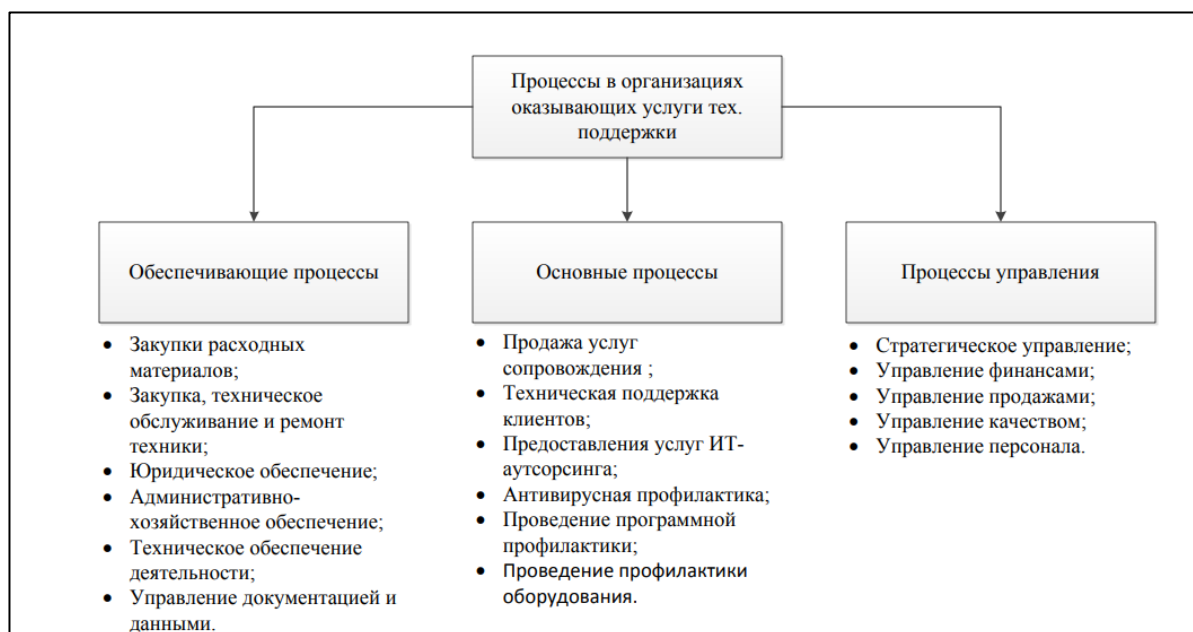 Процессы в организациях
оказывающих услуги тех.
поддержки
Обеспечивающие процессы
• Закупки расходных
материалов;
• Закупка, техническое
обслуживание и ремонт
техники;
• Юридическое обеспечение;
• Административно-
хозяйственное обеспечение;
• Техническое обеспечение
деятельности;
• Управление документацией и
данными.
Основные процессы
• Продажа услуг
сопровождения ;
• Техническая поддержка
клиентов;
• Предоставления услуг ИТ-
аутсорсинга;
• Антивирусная профилактика;
• Проведение программной
профилактики;
• Проведение профилактики
оборудования.
Процессы управления
• Стратегическое управление;
• Управление финансами;
• Управление продажами;
• Управление качеством;
• Управление персонала.